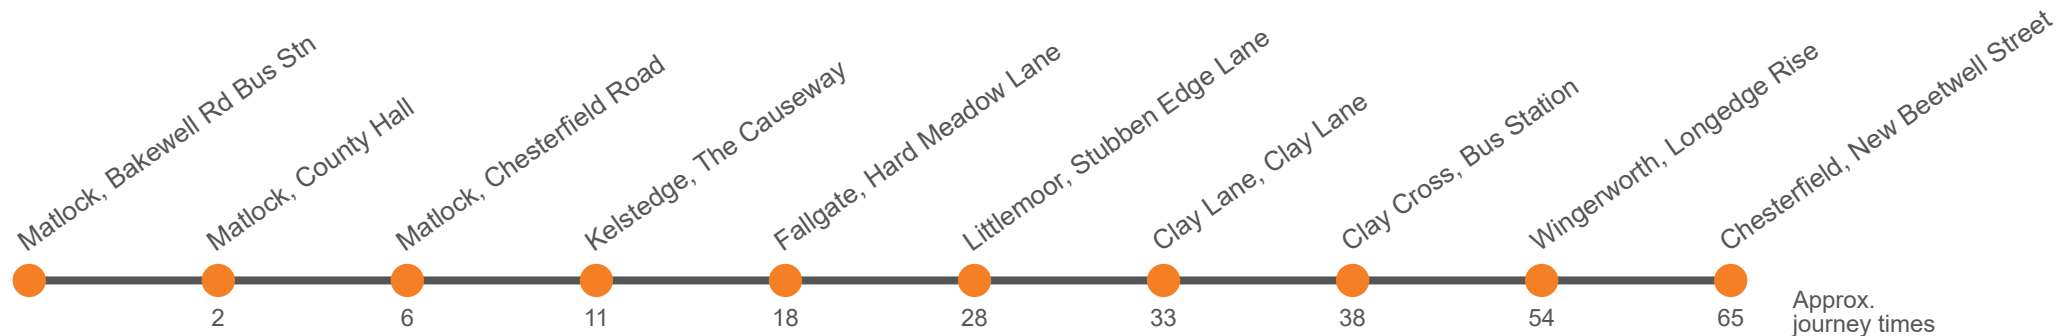 Matlock, Bakewell Rd Bus Stn
Matlock, County Hall
Matlock, Chesterfield Road
Kelstedge, The Causeway
Fallgate, Hard Meadow Lane
Littlemoor, Stubben Edge Lane
Clay Lane, Clay Lane
Clay Cross, Bus Station
Wingerworth, Longedge Rise
Chesterfield, New Beetwell Street
2
6
11
18
28
33
38
54
65
Approx.
journey times